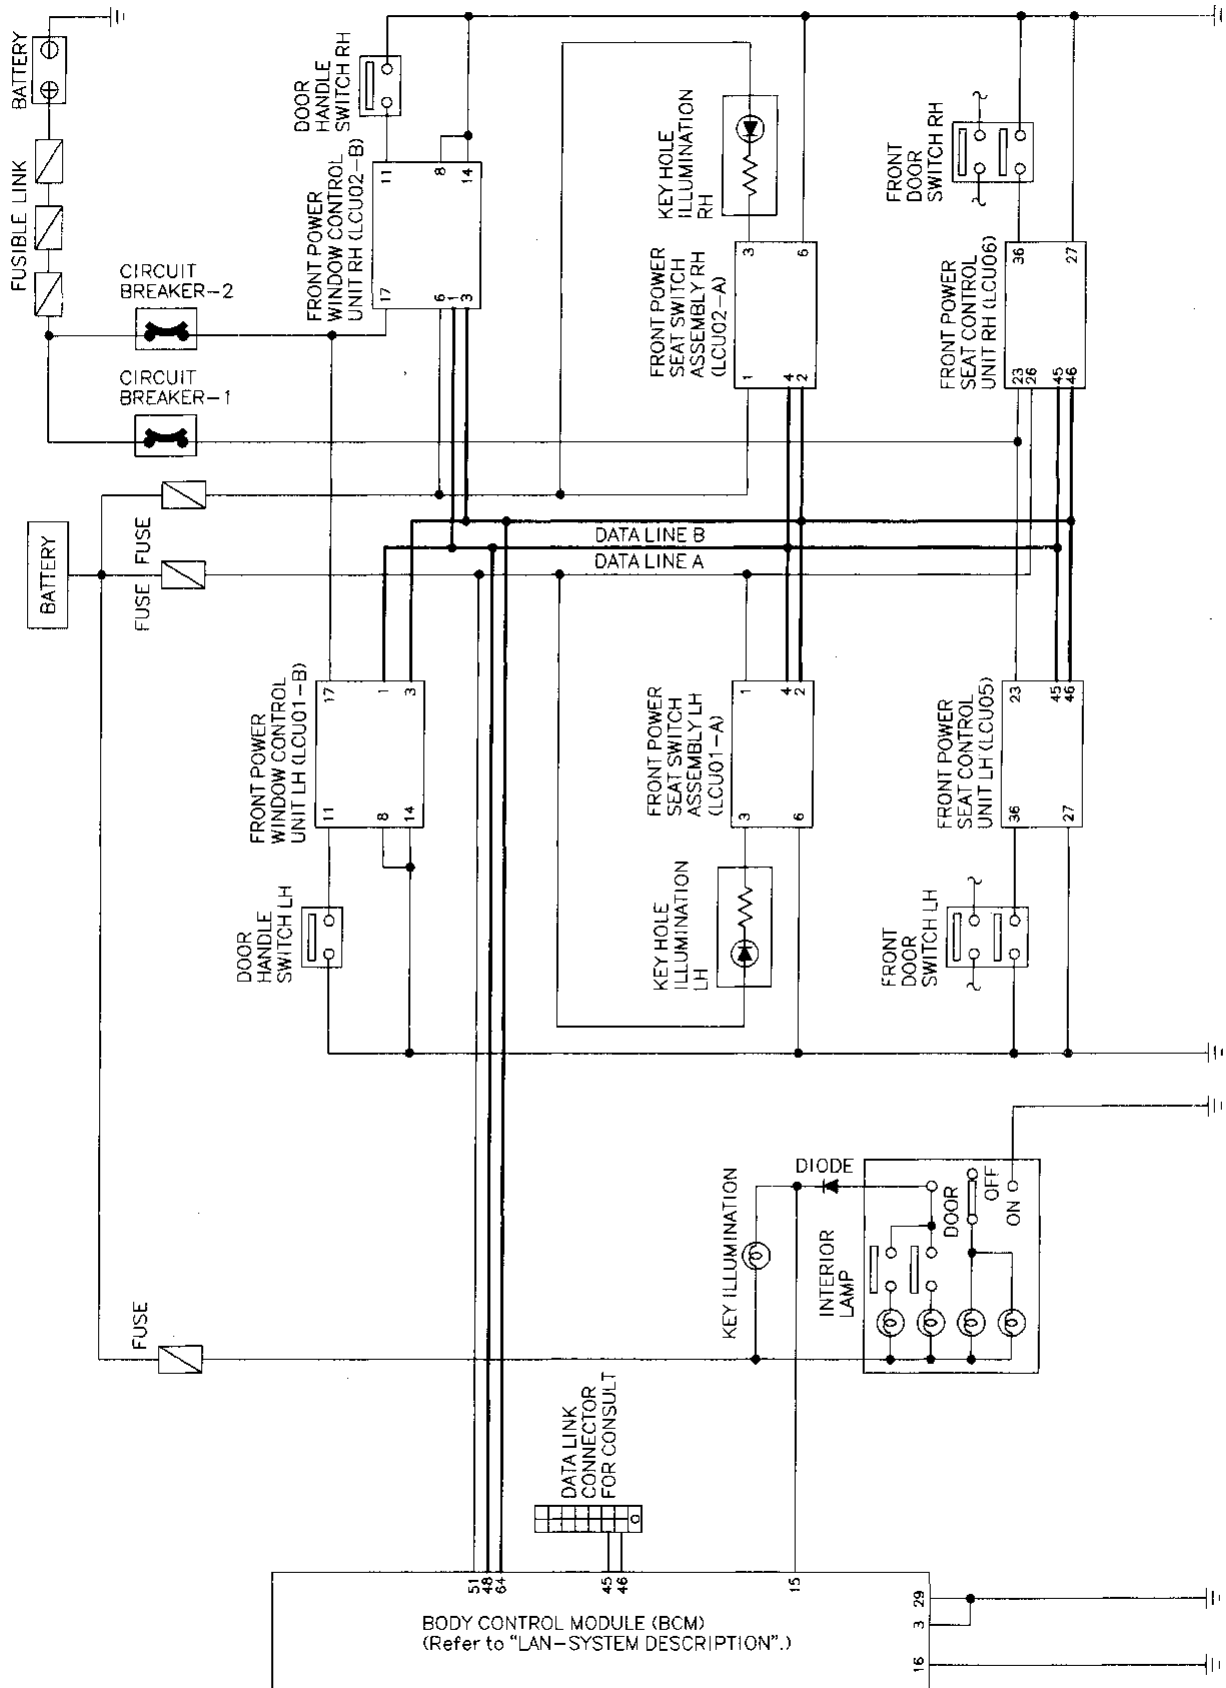 BATTERY
FUSIBLE LINK
CIRCUIT
BREAKER-2
CIRCUIT
BREAKER-1
DOOR
HANDLE
SWITCH RH
FRONT POWER
WINDOW CONTROL
UNIT RH (LCU02-B)
11
8
14
17
6
1
3
KEY HOLE
ILLUMINATION
RH
FRONT POWER
SEAT SWITCH
ASSEMBLY RH
(LCU02-A)
3
6
1
4
2
FRONT
DOOR
SWITCH RH
FRONT POWER
SEAT CONTROL
UNIT RH (LCU06)
36
27
23
26
45
46
BATTERY
FUSE
FUSE
DATA LINE B
DATA LINE A
FRONT POWER
WINDOW CONTROL
UNIT LH (LCU01-B)
17
1
3
11
8
14
DOOR
HANDLE
SWITCH LH
FRONT POWER
SEAT SWITCH
ASSEMBLY LH
(LCU01-A)
1
4
2
3
6
KEY HOLE
ILLUMINATION
LH
FRONT POWER
SEAT CONTROL
UNIT LH (LCU05)
23
45
46
36
27
FRONT
DOOR
SWITCH LH
FUSE
KEY ILLUMINATION
DIODE
INTERIOR
LAMP
DOOR
OFF
ON
DATA LINK
CONNECTOR
FOR CONSULT
51
48
64
45
46
15
29
3
16
BODY CONTROL MODULE (BCM)
(Refer to "LAN-SYSTEM DESCRIPTION".)